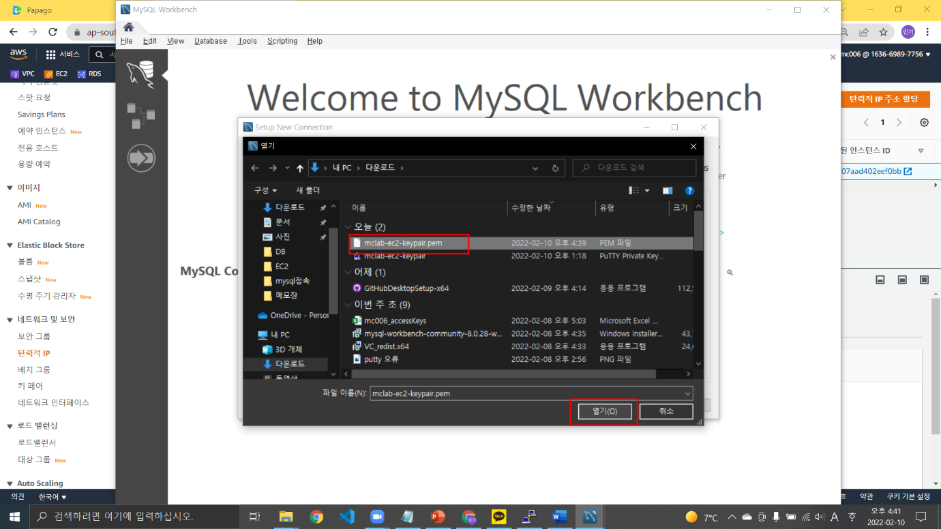 Papago
MySQL Workbench
ap-sout
인기
File Edit View Database Tools Scripting Help
aws 서비스
mc006 @ 1636-6989-7756
VPC EC2 RDS
스팟 요청
Savings Plans
예약 인스턴스 New
전용 호스트
용량 예약
이미지
AMI New
AMI Catalog
Elastic Block Store
볼륨 New
스냅샷 New
수명 주기 관리자 New
네트워크 및 보안
보안 그룹
탄력적 IP
배치 그룹
키 페어
네트워크 인터페이스
로드 밸런싱
로드밸런서
대상 그룹 New
Auto Scaling
의견 한국어
Welcome to MySQL Workbench
MySQL Co
Setup New Connection
열기
내 PC 다운로드
다운로드 검색
구성 새 폴더
다운로드
문서
사진
DB
EC2
mysql접속
메모장
OneDrive - Person
내 PC
3D 개체
다운로드
동영상
이름 수정한 날짜 유형 크기
오늘 (2)
mclab-ec2-keypair.pem 2022-02-10 오후 4:39 PEM 파일
mclab-ec2-keypair 2022-02-10 오후 1:18 PuTTY Private Key...
어제 (1)
GitHubDesktopSetup-x64 2022-02-09 오후 4:14 응용 프로그램 112,5
이번 주 초 (9)
mc006_accessKeys 2022-02-08 오후 5:03 Microsoft Excel ...
mysql-workbench-community-8.0.28-w... 2022-02-08 오후 4:35 Windows Installer... 43,7
VC_redist.x64 2022-02-08 오후 4:33 응용 프로그램 24,6
putty 오류 2022-02-08 오후 2:56 PNG 파일
파일 이름(N): mclab-ec2-keypair.pem
열기(O) 취소
탄력적 IP 주소 할당
1
된 인스턴스 ID
07aad402eef0bb
호 약관 쿠키 기본 설정
검색하려면 여기에 입력하십시오.
7°C
A
오후 4:41
2022-02-10